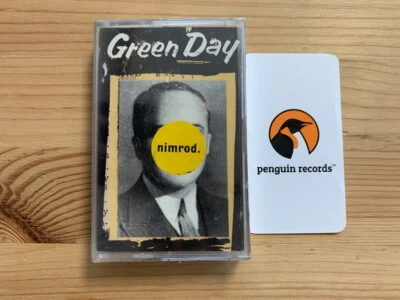 Green Day
nimrod.
penguin records